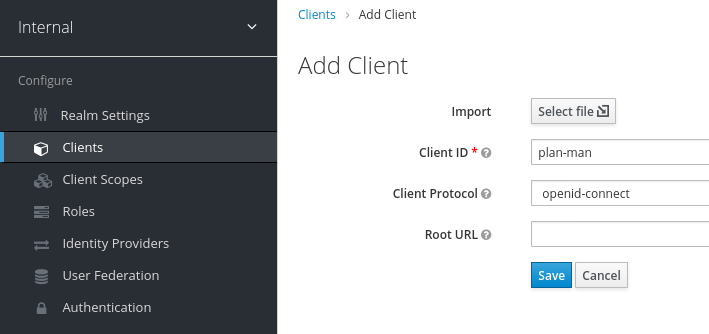 Internal
Configure
Realm Settings
Clients
Client Scopes
Roles
Identity Providers
User Federation
Authentication
Clients › Add Client
Add Client
Import Select file
Client ID * plan-man
Client Protocol openid-connect
Root URL
Save Cancel